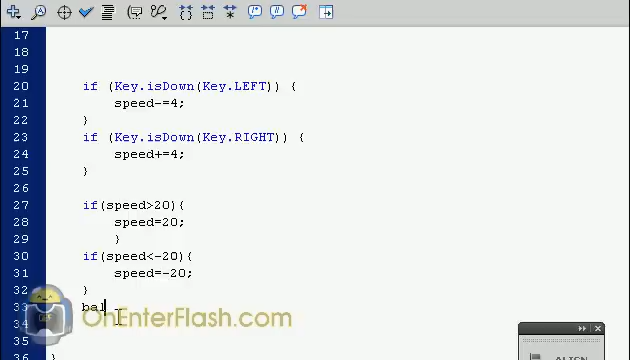 17
18
19
20 if (Key.isDown(Key.LEFT)) {
21 speed-=4;
22 }
23 if (Key.isDown(Key.RIGHT)) {
24 speed+=4;
25 }
26
27 if(speed>20){
28 speed=20;
29 }
30 if(speed<-20){
31 speed=-20;
32 }
33 bal
34
OnEnterFlash.com
35
36 }
ALIGN